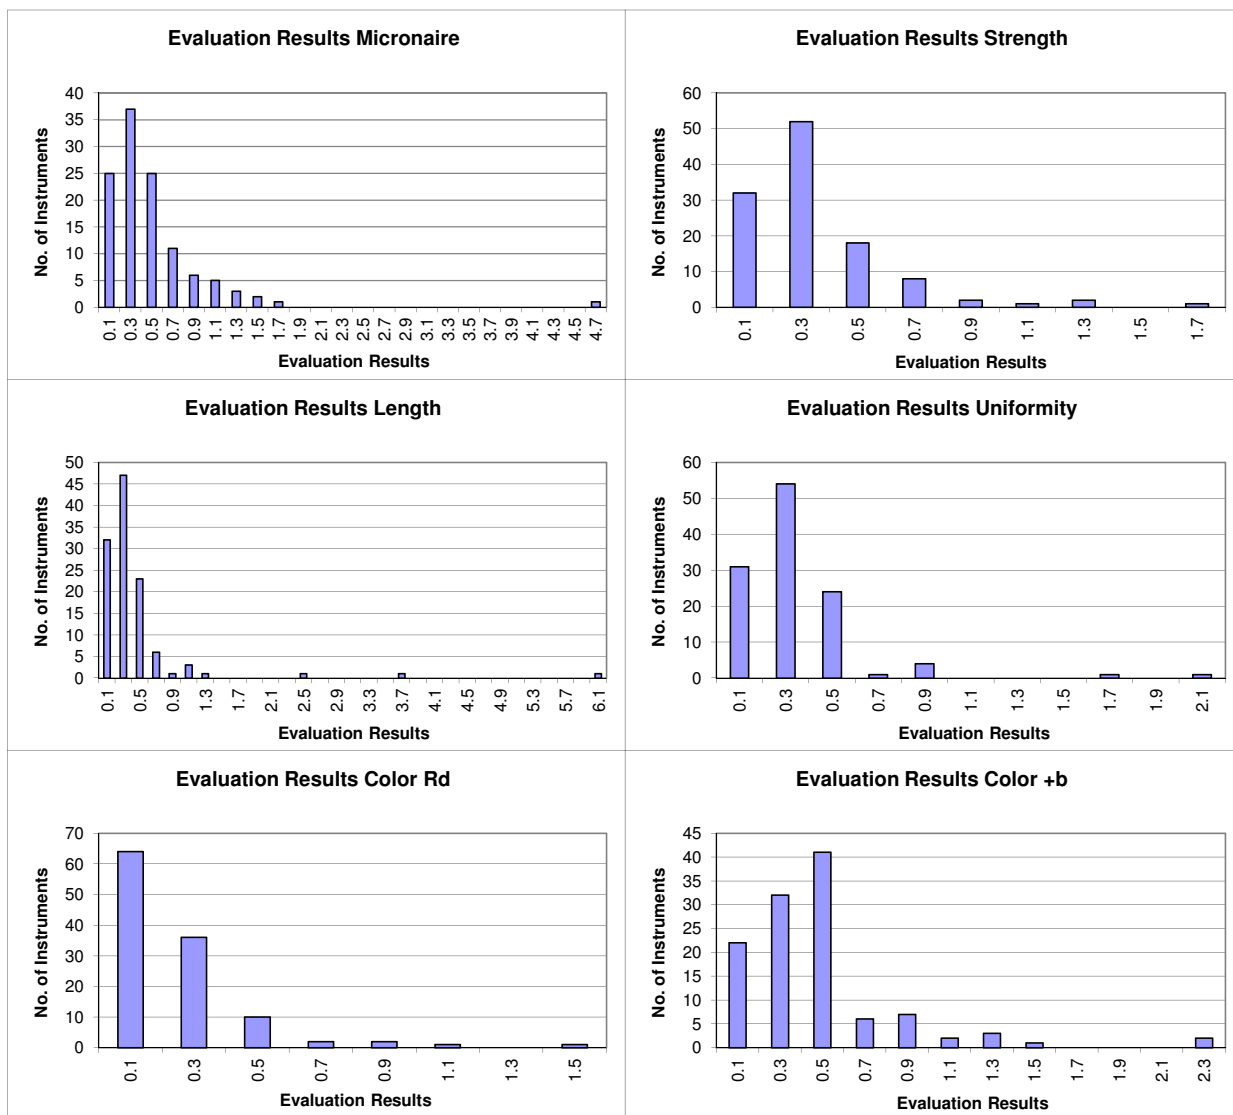 Evaluation Results Micronaire
No. of Instruments
40
35
30
25
20
15
10
5
0
0.1 0.3 0.5 0.7 0.9 1.1 1.3 1.5 1.7 1.9 2.1 2.3 2.5 2.7 2.9 3.1 3.3 3.5 3.7 3.9 4.1 4.3 4.5 4.7
Evaluation Results
Evaluation Results Strength
No. of Instruments
60
50
40
30
20
10
0
0.1 0.3 0.5 0.7 0.9 1.1 1.3 1.5 1.7
Evaluation Results
Evaluation Results Length
No. of Instruments
50
45
40
35
30
25
20
15
10
5
0
0.1 0.5 0.9 1.3 1.7 2.1 2.5 2.9 3.3 3.7 4.1 4.5 4.9 5.3 5.7 6.1
Evaluation Results
Evaluation Results Uniformity
No. of Instruments
60
50
40
30
20
10
0
0.1 0.3 0.5 0.7 0.9 1.1 1.3 1.5 1.7 1.9 2.1
Evaluation Results
Evaluation Results Color Rd
No. of Instruments
70
60
50
40
30
20
10
0
0.1 0.3 0.5 0.7 0.9 1.1 1.3 1.5
Evaluation Results
Evaluation Results Color +b
No. of Instruments
45
40
35
30
25
20
15
10
5
0
0.1 0.3 0.5 0.7 0.9 1.1 1.3 1.5 1.7 1.9 2.1 2.3
Evaluation Results